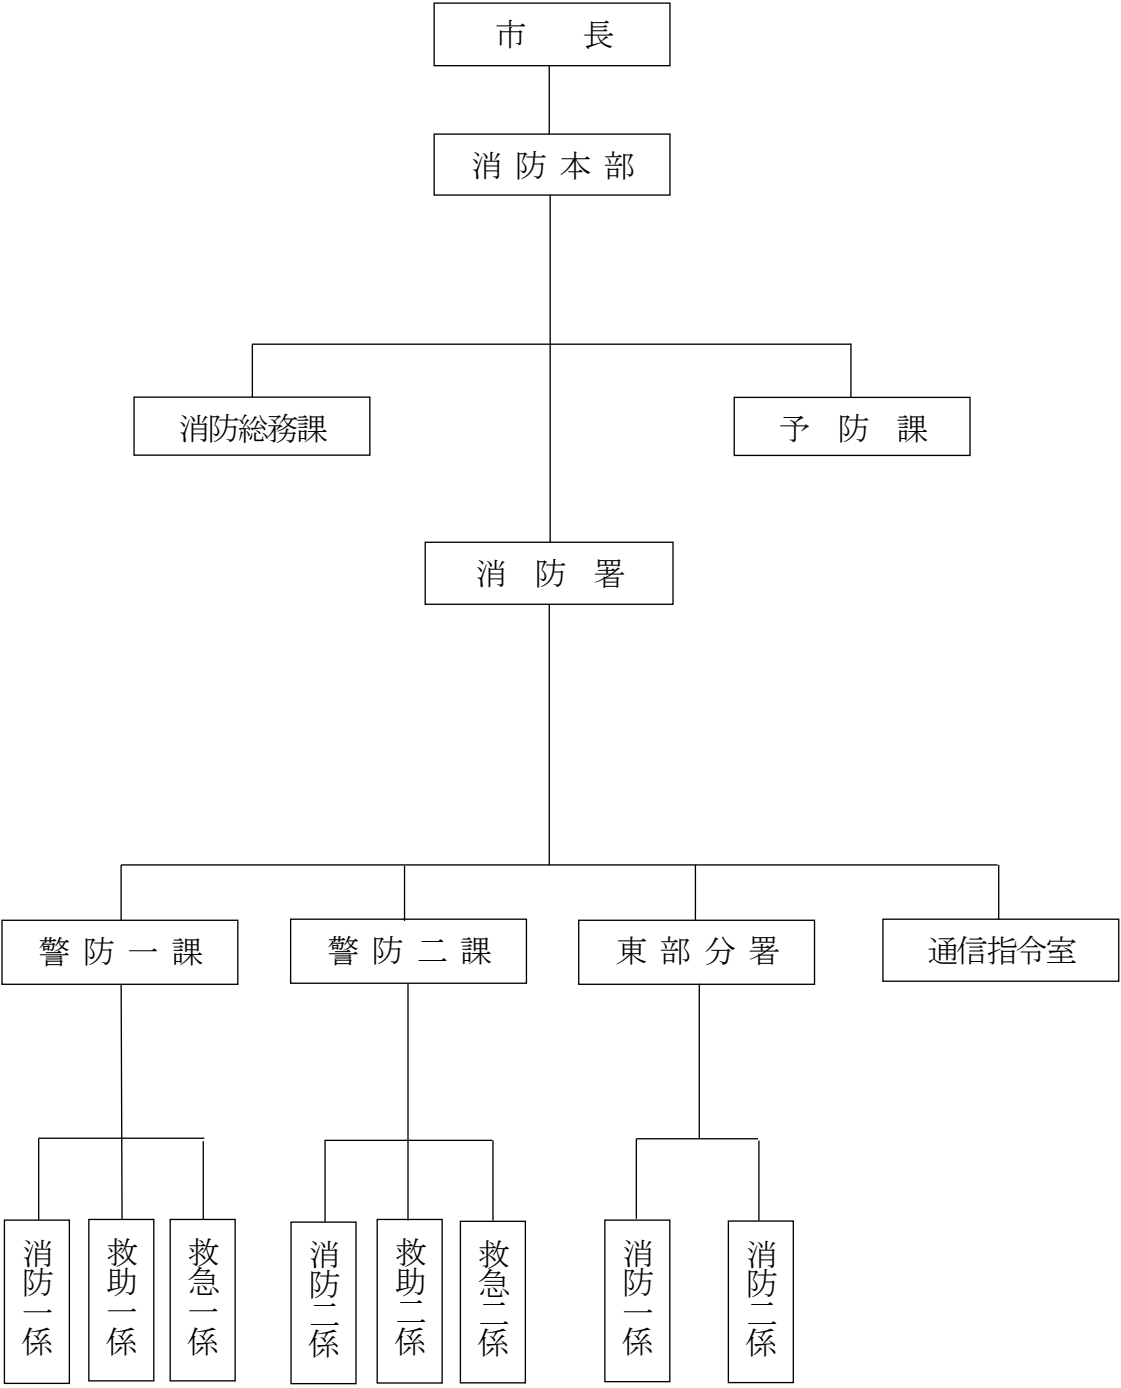 市　　長
消 防 本 部
消防総務課
予　防　課
消　防　署
警 防 一 課
警 防 二 課
東 部 分 署
通信指令室
消防一係
救助一係
救急一係
消防二係
救助二係
救急二係
消防一係
消防二係